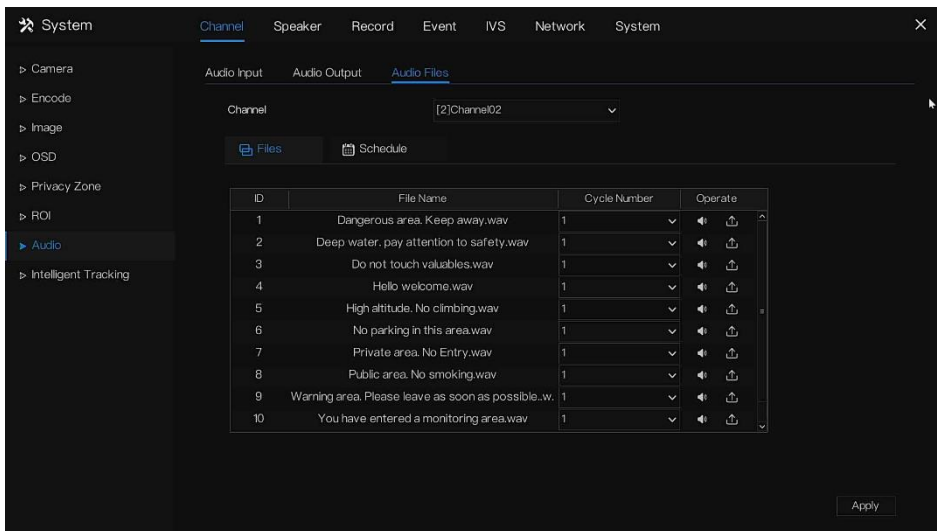 System
Channel Speaker Record Event IVS Network System
Camera
Encode
Image
OSD
Privacy Zone
ROI
Audio
Intelligent Tracking
Audio Input Audio Output Audio Files
Channel [2]Channel02
Files Schedule
ID File Name Cycle Number Operate
1 Dangerous area. Keep away.wav 1
2 Deep water. pay attention to safety.wav 1
3 Do not touch valuables.wav 1
4 Hello welcome.wav 1
5 High altitude. No climbing.wav 1
6 No parking in this area.wav 1
7 Private area. No Entry.wav 1
8 Public area. No smoking.wav 1
9 Warning area. Please leave as soon as possible..w. 1
10 You have entered a monitoring area.wav 1
Apply